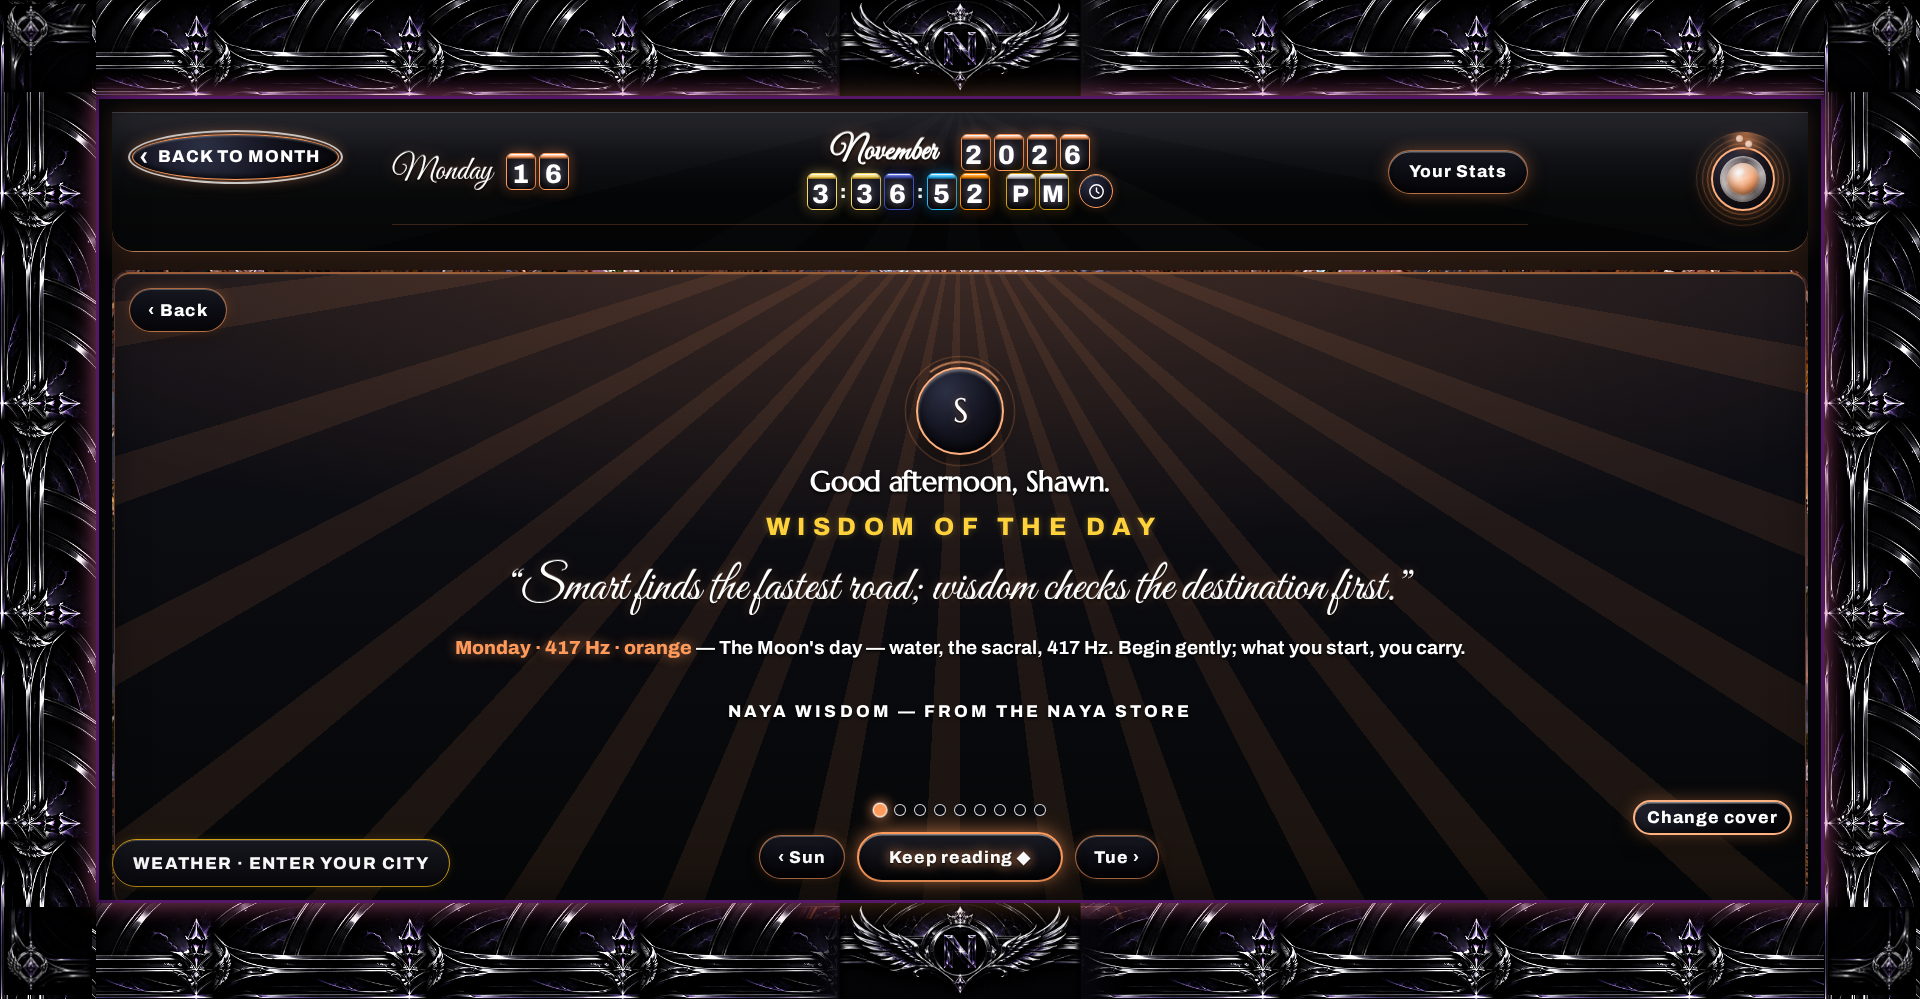 N
‹ BACK TO MONTH
Monday 16
November 2026
3:36:52 PM
Your Stats
‹ Back
S
Good afternoon, Shawn.
WISDOM OF THE DAY
“Smart finds the fastest road; wisdom checks the destination first.”
Monday · 417 Hz · orange — The Moon's day — water, the sacral, 417 Hz. Begin gently; what you start, you carry.
NAYA WISDOM — FROM THE NAYA STORE
Change cover
WEATHER · ENTER YOUR CITY
‹ Sun
Keep reading ◆
Tue ›
N